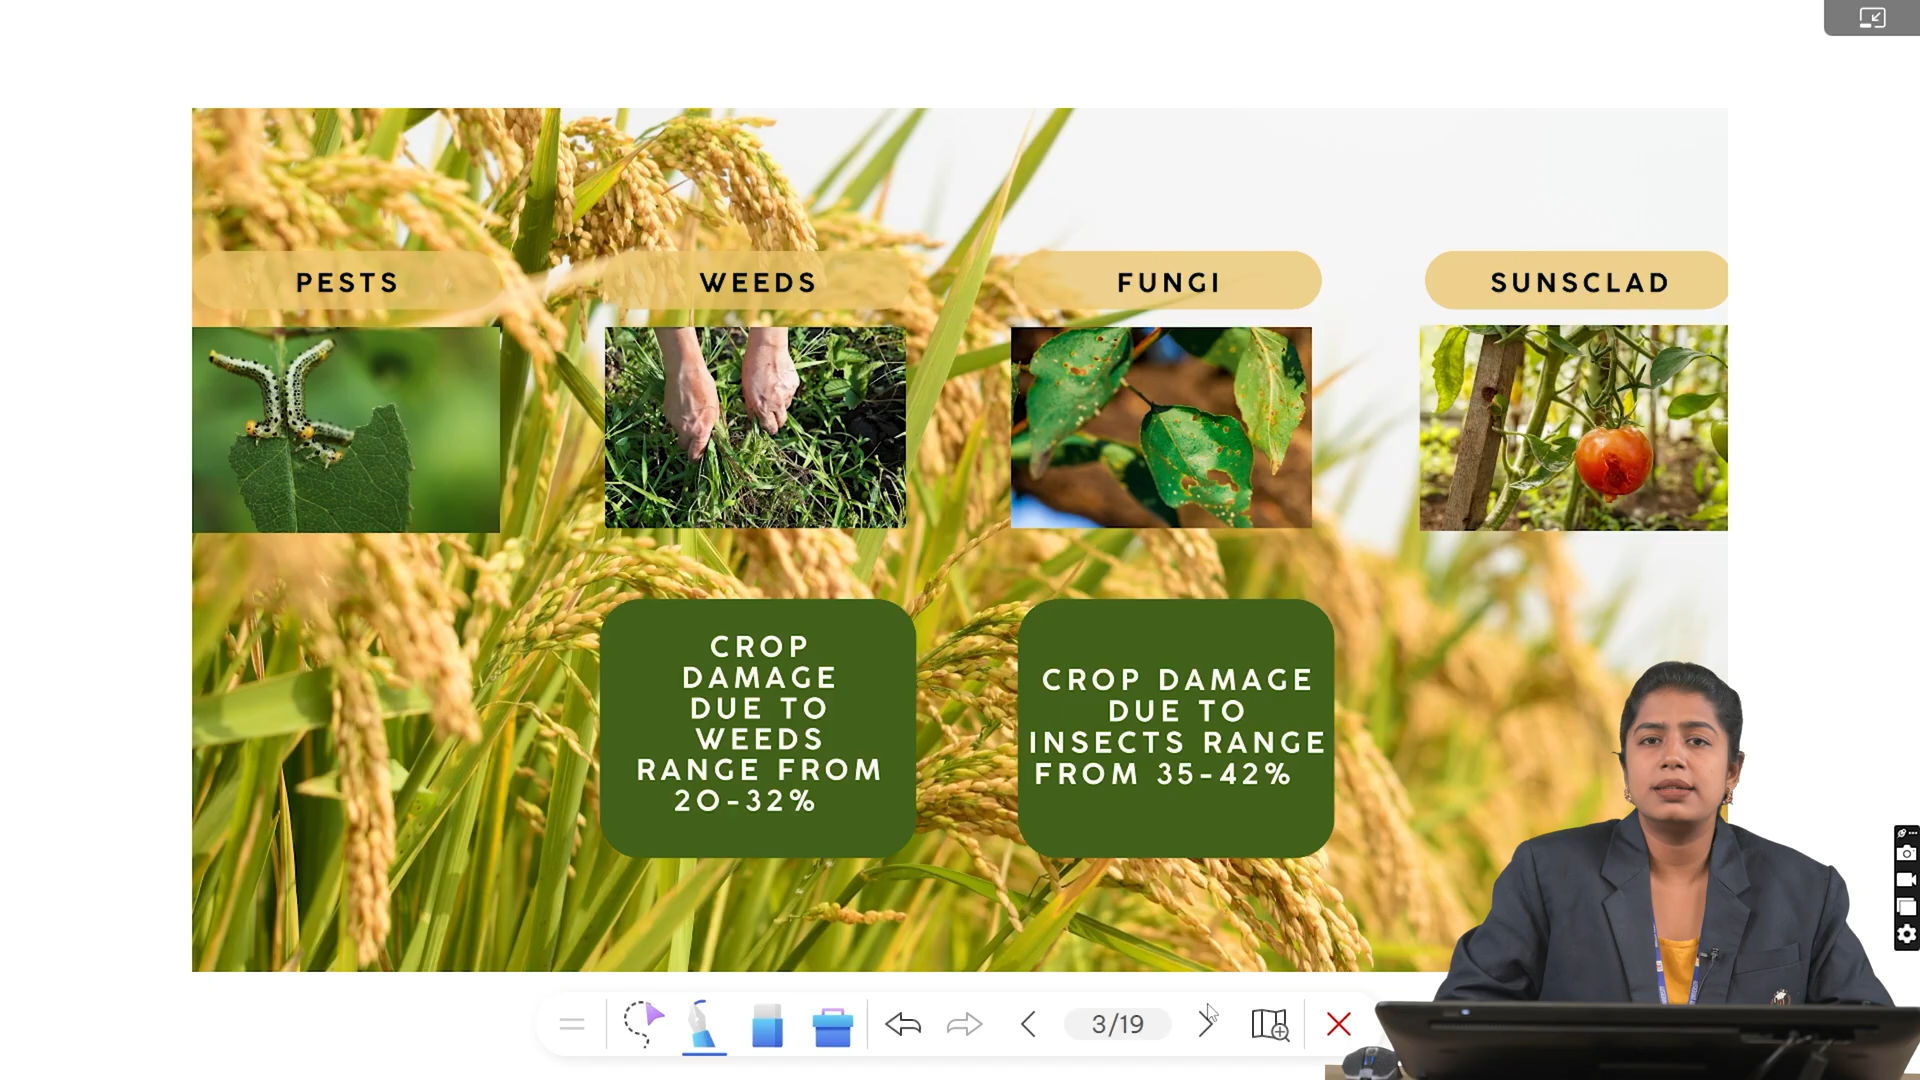 PESTS
WEEDS
FUNGI
SUNSCLAD
CROP
DAMAGE
DUE TO
WEEDS
RANGE FROM
20-32%
CROP DAMAGE
DUE TO
INSECTS RANGE
FROM 35-42%
3/19